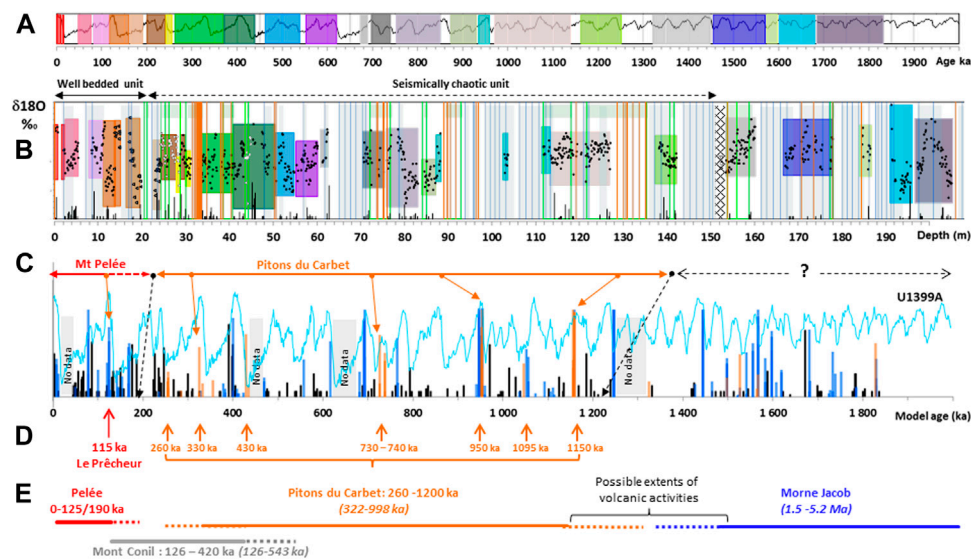 A
0 100 200 300 400 500 600 700 800 900 1000 1100 1200 1300 1400 1500 1600 1700 1800 1900
Age ka
Well bedded unit
Seismically chaotic unit
δ18O
‰
B
0 10 20 30 40 50 60 70 80 90 100 110 120 130 140 150 160 170 180 190 Depth (m)
C
Mt Pelée
Pitons du Carbet
?
U1399A
No data
No data
No data
No data
0 200 400 600 800 1 000 1 200 1 400 1 600 1 800
Model age (ka)
D
115 ka
Le Prêcheur
260 ka 330 ka 430 ka 730 – 740 ka 950 ka 1095 ka 1150 ka
E
Pelée
0-125/190 ka
Pitons du Carbet: 260 -1200 ka
(322-998 ka)
Possible extents of
volcanic activities
Morne Jacob
(1.5 -5.2 Ma)
Mont Conil : 126 – 420 ka (126-543 ka)